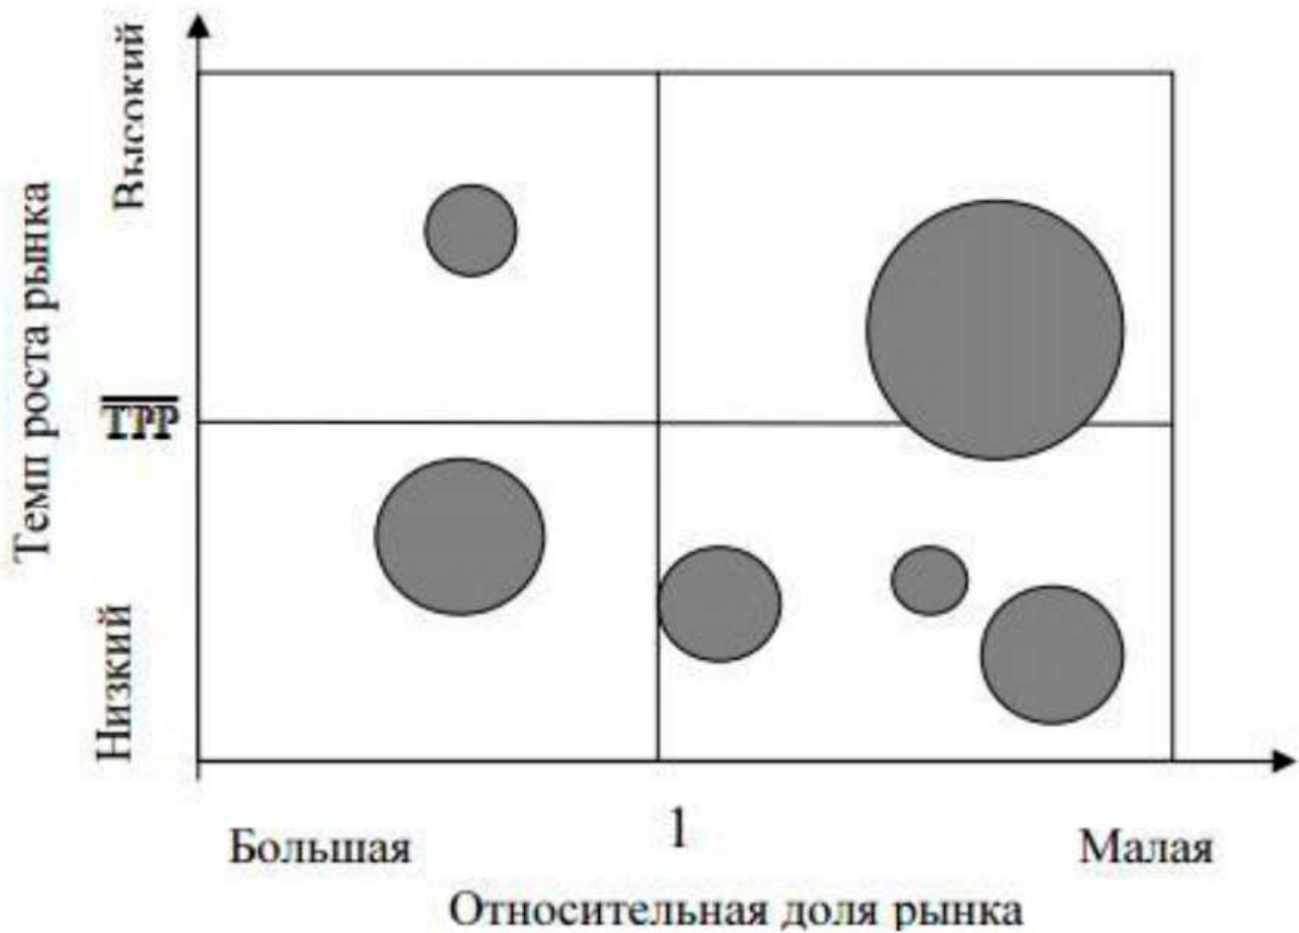 Высокий
Темп роста рынка
ТРР
Низкий
Большая
1
Малая
Относительная доля рынка